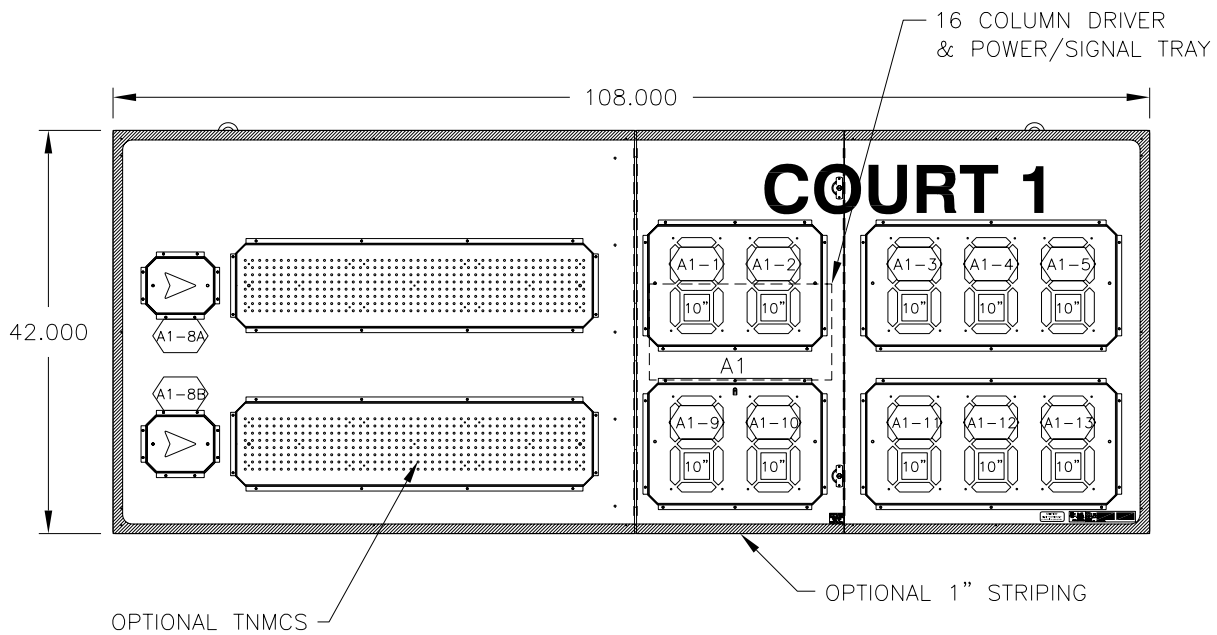 16 COLUMN DRIVER
& POWER/SIGNAL TRAY
108.000
COURT 1
42.000
A1-1 A1-2 A1-3 A1-4 A1-5
10" 10" 10" 10" 10"
A1-8A
A1
A1-8B
A1-9 A1-10 A1-11 A1-12 A1-13
10" 10" 10" 10" 10"
OPTIONAL 1" STRIPING
OPTIONAL TNMCS